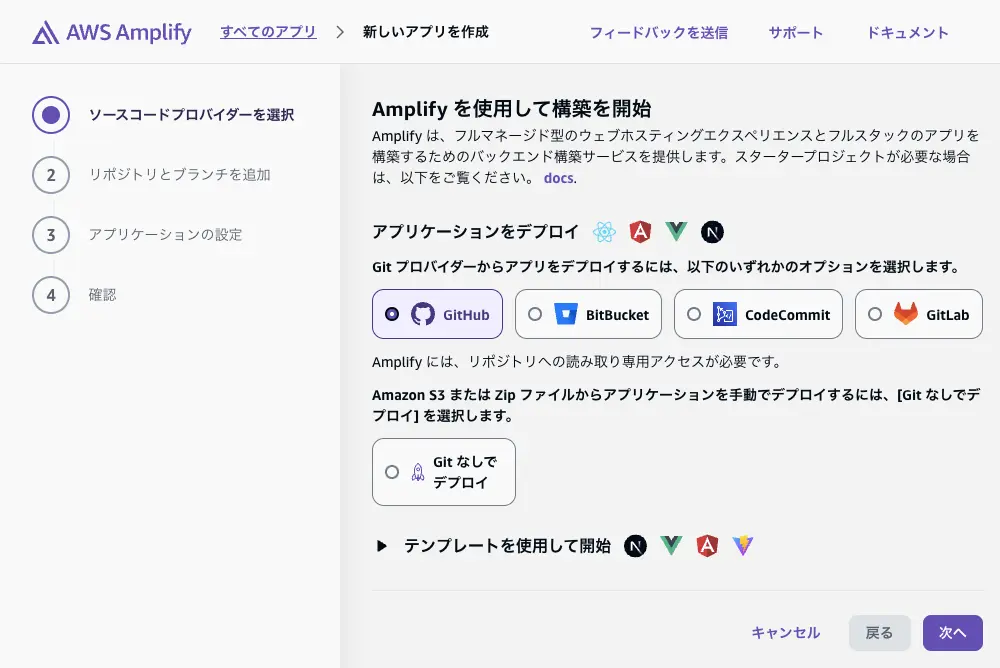 AWS Amplify
すべてのアプリ
新しいアプリを作成
フィードバックを送信
サポート
ドキュメント
ソースコードプロバイダーを選択
2 リポジトリとブランチを追加
3 アプリケーションの設定
4 確認
Amplify を使用して構築を開始
Amplify は、フルマネージド型のウェブホスティングエクスペリエンスとフルスタックのアプリを
構築するためのバックエンド構築サービスを提供します。スタータープロジェクトが必要な場合
は、以下をご覧ください。 docs.
アプリケーションをデプロイ
Git プロバイダーからアプリをデプロイするには、以下のいずれかのオプションを選択します。
GitHub
BitBucket
CodeCommit
GitLab
Amplify には、リポジトリへの読み取り専用アクセスが必要です。
Amazon S3 または Zip ファイルからアプリケーションを手動でデプロイするには、[Git なしでデ
プロイ] を選択します。
Git なしで
デプロイ
テンプレートを使用して開始
キャンセル
戻る
次へ